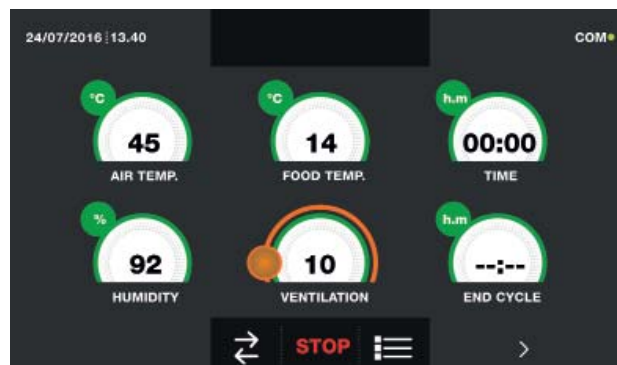 24/07/2016 13.40
COM
°C
°C
h.m
45
14
00:00
AIR TEMP.
FOOD TEMP.
TIME
%
h.m
92
10
--:--
HUMIDITY
VENTILATION
END CYCLE
STOP